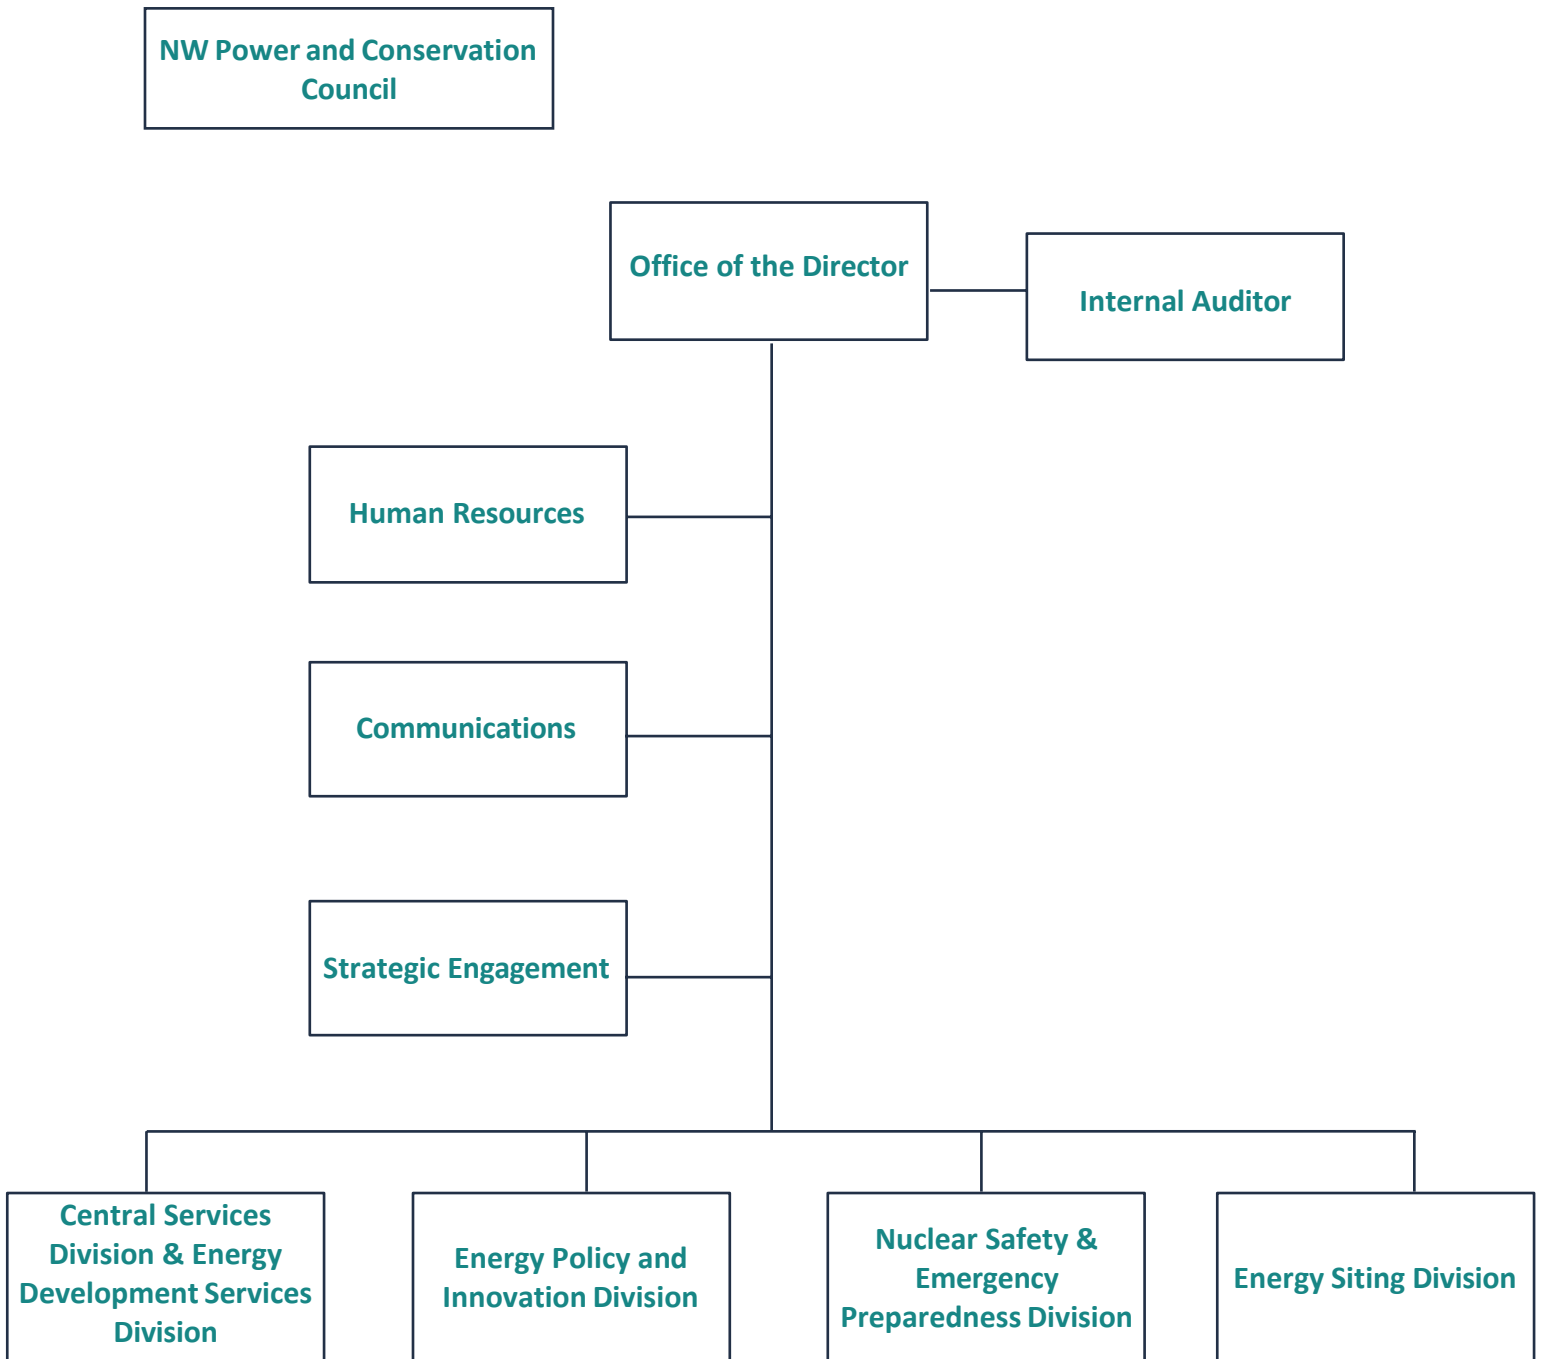 NW Power and Conservation
Council
Office of the Director
Internal Auditor
Human Resources
Communications
Strategic Engagement
Central Services
Division & Energy
Development Services
Division
Energy Policy and
Innovation Division
Nuclear Safety &
Emergency
Preparedness Division
Energy Siting Division